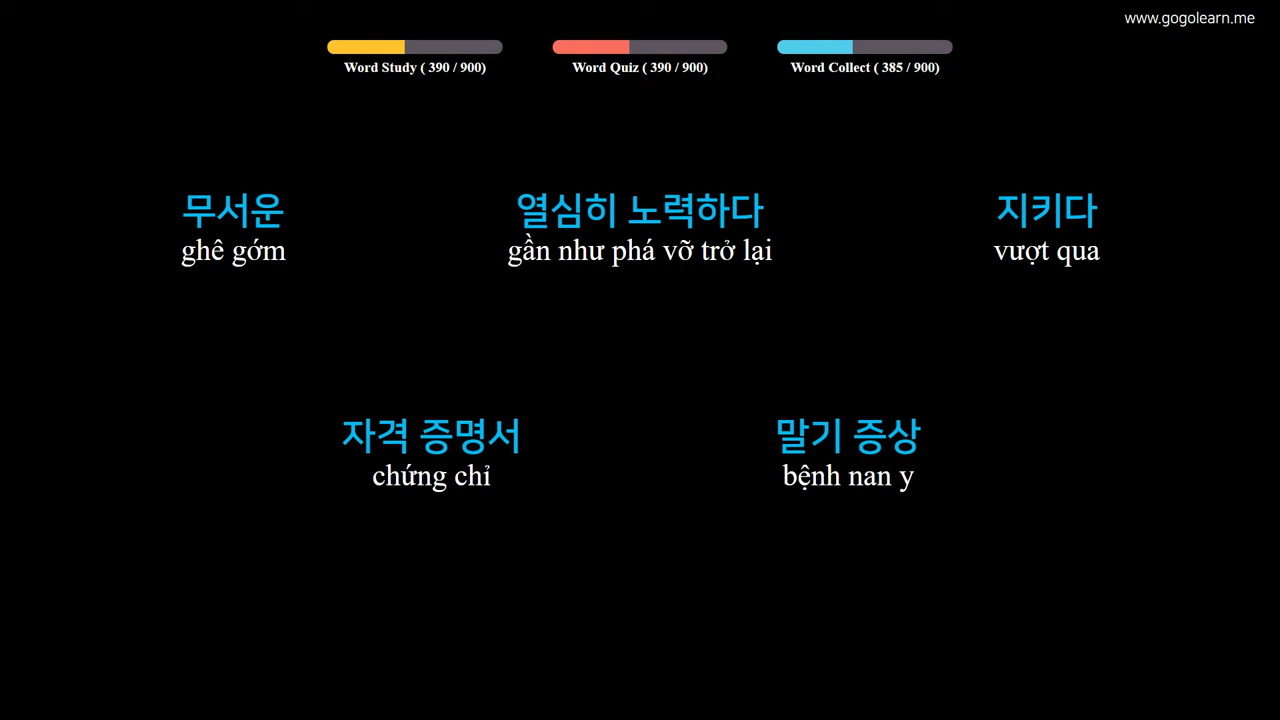 www.gogolearn.me
Word Study ( 390 / 900)
Word Quiz ( 390 / 900)
Word Collect ( 385 / 900)
무서운
ghê gớm
열심히 노력하다
gần như phá vỡ trở lại
지키다
vượt qua
자격 증명서
chứng chỉ
말기 증상
bệnh nan y